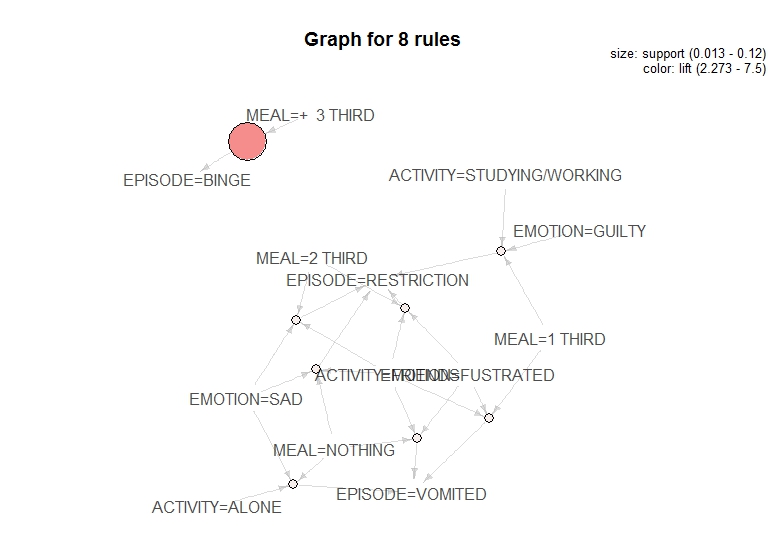 Graph for 8 rules
size: support (0.013 - 0.12)
color: lift (2.273 - 7.5)
MEAL=+ 3 THIRD
EPISODE=BINGE
ACTIVITY=STUDYING/WORKING
EMOTION=GUILTY
MEAL=2 THIRD
EPISODE=RESTRICTION
MEAL=1 THIRD
ACTIVITY=FRIENDS
EMOTION=FUSTRATED
EMOTION=SAD
MEAL=NOTHING
EPISODE=VOMITED
ACTIVITY=ALONE